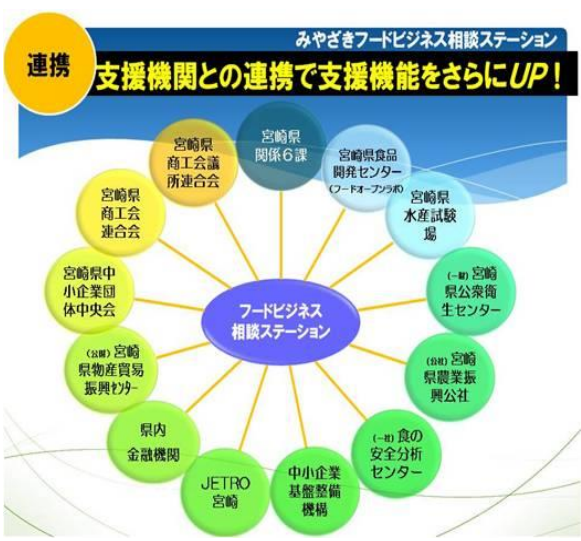 みやざきフードビジネス相談ステーション
連携
支援機関との連携で支援機能をさらにUP！
宮崎県
関係6課
宮崎県食品
開発センター
(フードオープンラボ)
宮崎県
水産試験
場
(一財) 宮崎
県公衆衛
生センター
(公社) 宮崎
県農業振
興公社
(一社) 食の
安全分析
センター
中小企業
基盤整備
機構
JETRO
宮崎
県内
金融機関
(公財) 宮崎
県物産貿易
振興センター
宮崎県中
小企業団
体中央会
宮崎県
商工会
連合会
宮崎県
商工会議
所連合会
フードビジネス
相談ステーション